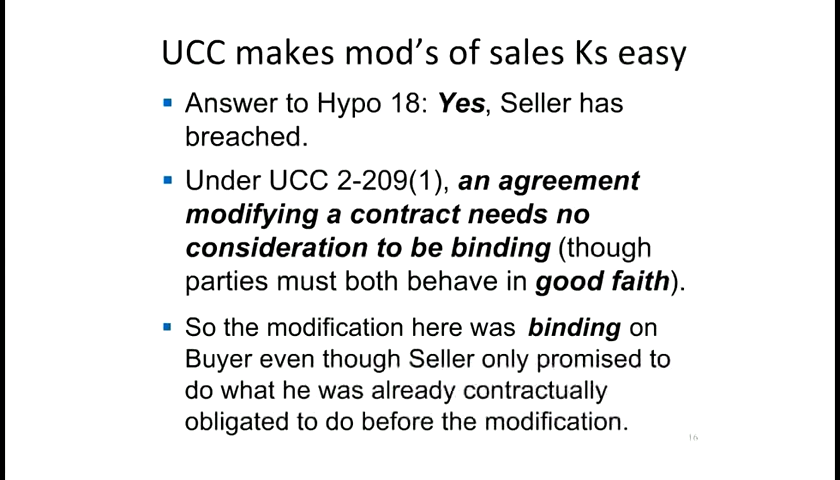 UCC makes mod’s of sales Ks easy
Answer to Hypo 18: Yes, Seller has
breached.
Under UCC 2-209(1), an agreement
modifying a contract needs no
consideration to be binding (though
parties must both behave in good faith).
So the modification here was binding on
Buyer even though Seller only promised to
do what he was already contractually
obligated to do before the modification.
16